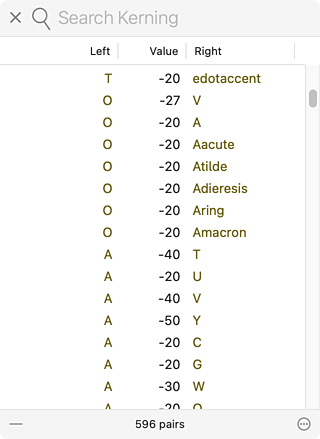 Search Kerning
Left Value Right
T -20 edotaccent
O -27 V
O -20 A
O -20 Aacute
O -20 Atilde
O -20 Adieresis
O -20 Aring
O -20 Amacron
A -40 T
A -20 U
A -40 V
A -50 Y
A -20 C
A -20 G
A -30 W
A -20
596 pairs